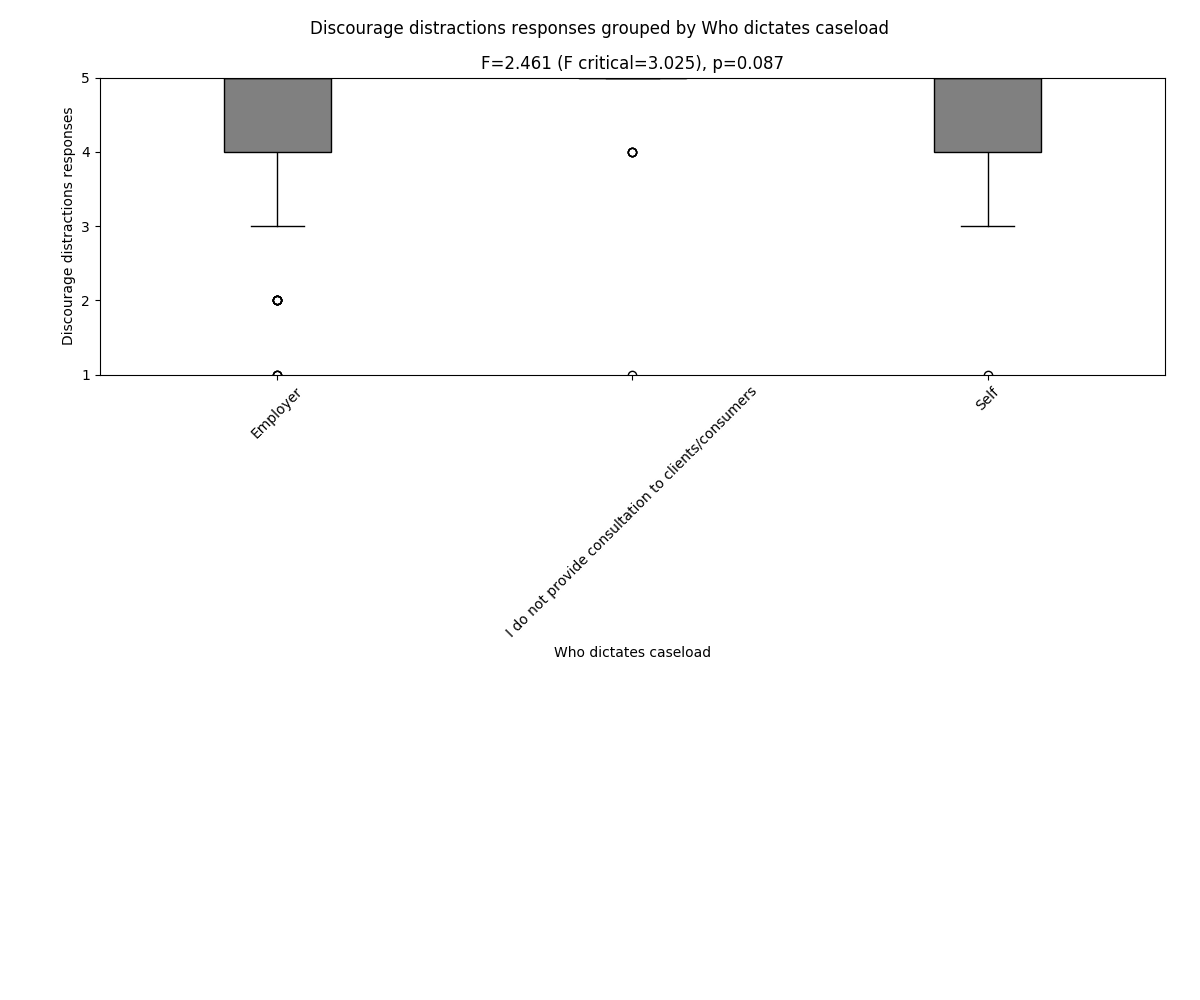 Discourage distractions responses grouped by Who dictates caseload
F=2.461 (F critical=3.025), p=0.087
Discourage distractions responses
5
4
3
2
1
Employer
I do not provide consultation to clients/consumers
Self
Who dictates caseload